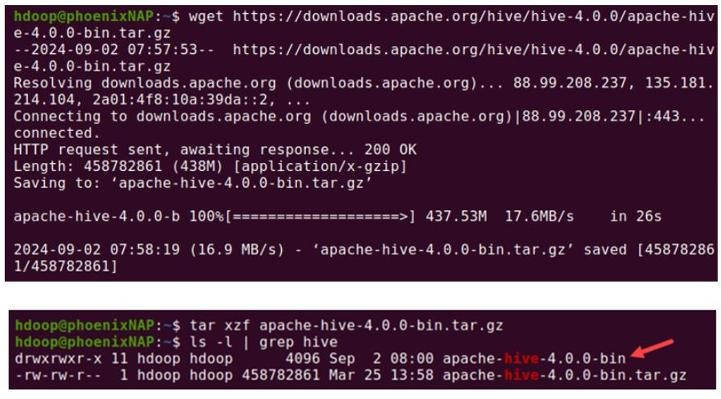 hdoop@phoenixNAP:~$ wget https://downloads.apache.org/hive/hive-4.0.0/apache-hiv
e-4.0.0-bin.tar.gz
--2024-09-02 07:57:53--  https://downloads.apache.org/hive/hive-4.0.0/apache-hiv
e-4.0.0-bin.tar.gz
Resolving downloads.apache.org (downloads.apache.org)... 88.99.208.237, 135.181.
214.104, 2a01:4f8:10a:39da::2, ...
Connecting to downloads.apache.org (downloads.apache.org)|88.99.208.237|:443...
connected.
HTTP request sent, awaiting response... 200 OK
Length: 458782861 (438M) [application/x-gzip]
Saving to: ‘apache-hive-4.0.0-bin.tar.gz’
apache-hive-4.0.0-b 100%[===================>] 437.53M  17.6MB/s    in 26s
2024-09-02 07:58:19 (16.9 MB/s) - ‘apache-hive-4.0.0-bin.tar.gz’ saved [45878286
1/458782861]
hdoop@phoenixNAP:~$ tar xzf apache-hive-4.0.0-bin.tar.gz
hdoop@phoenixNAP:~$ ls -l | grep hive
drwxrwxr-x 11 hdoop hdoop      4096 Sep  2 08:00 apache-hive-4.0.0-bin
-rw-rw-r--  1 hdoop hdoop 458782861 Mar 25 13:58 apache-hive-4.0.0-bin.tar.gz